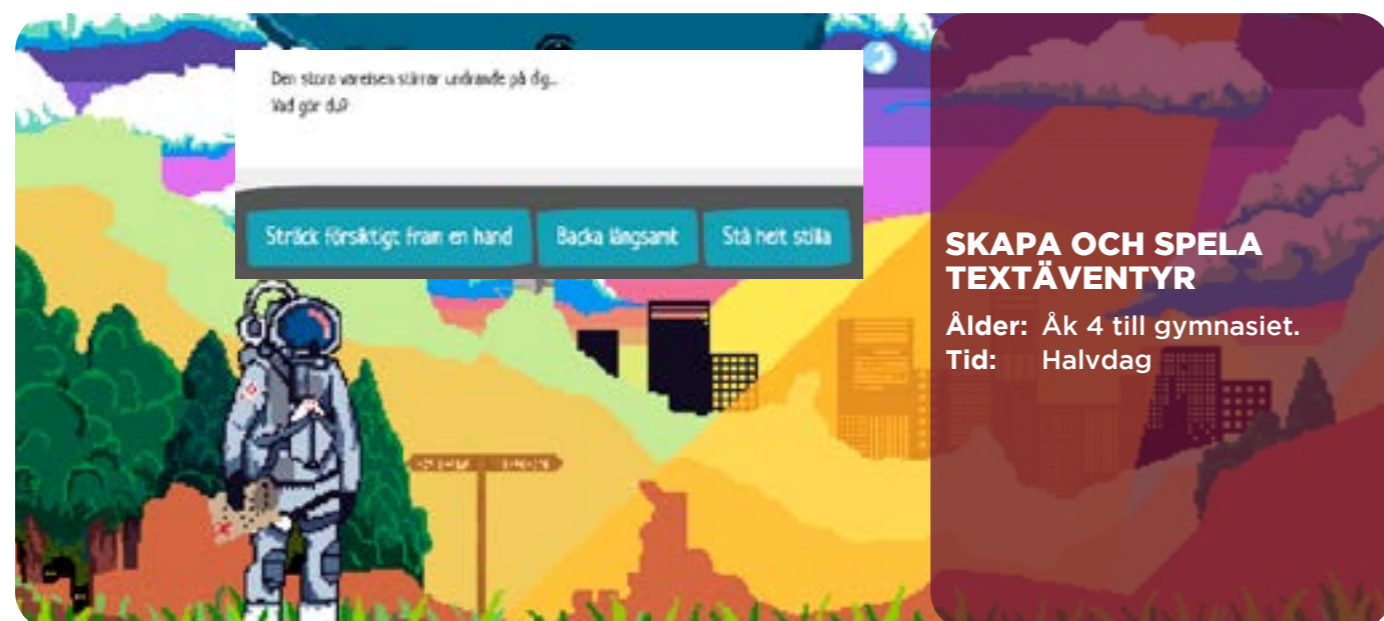 Den stora varelsen stirrar undrande på dig...
Vad gör du?
Sträck försiktigt fram en hand
Backa långsamt
Stå helt stilla
SKAPA OCH SPELA
TEXTÄVENTYR
Ålder: Åk 4 till gymnasiet.
Tid: Halvdag